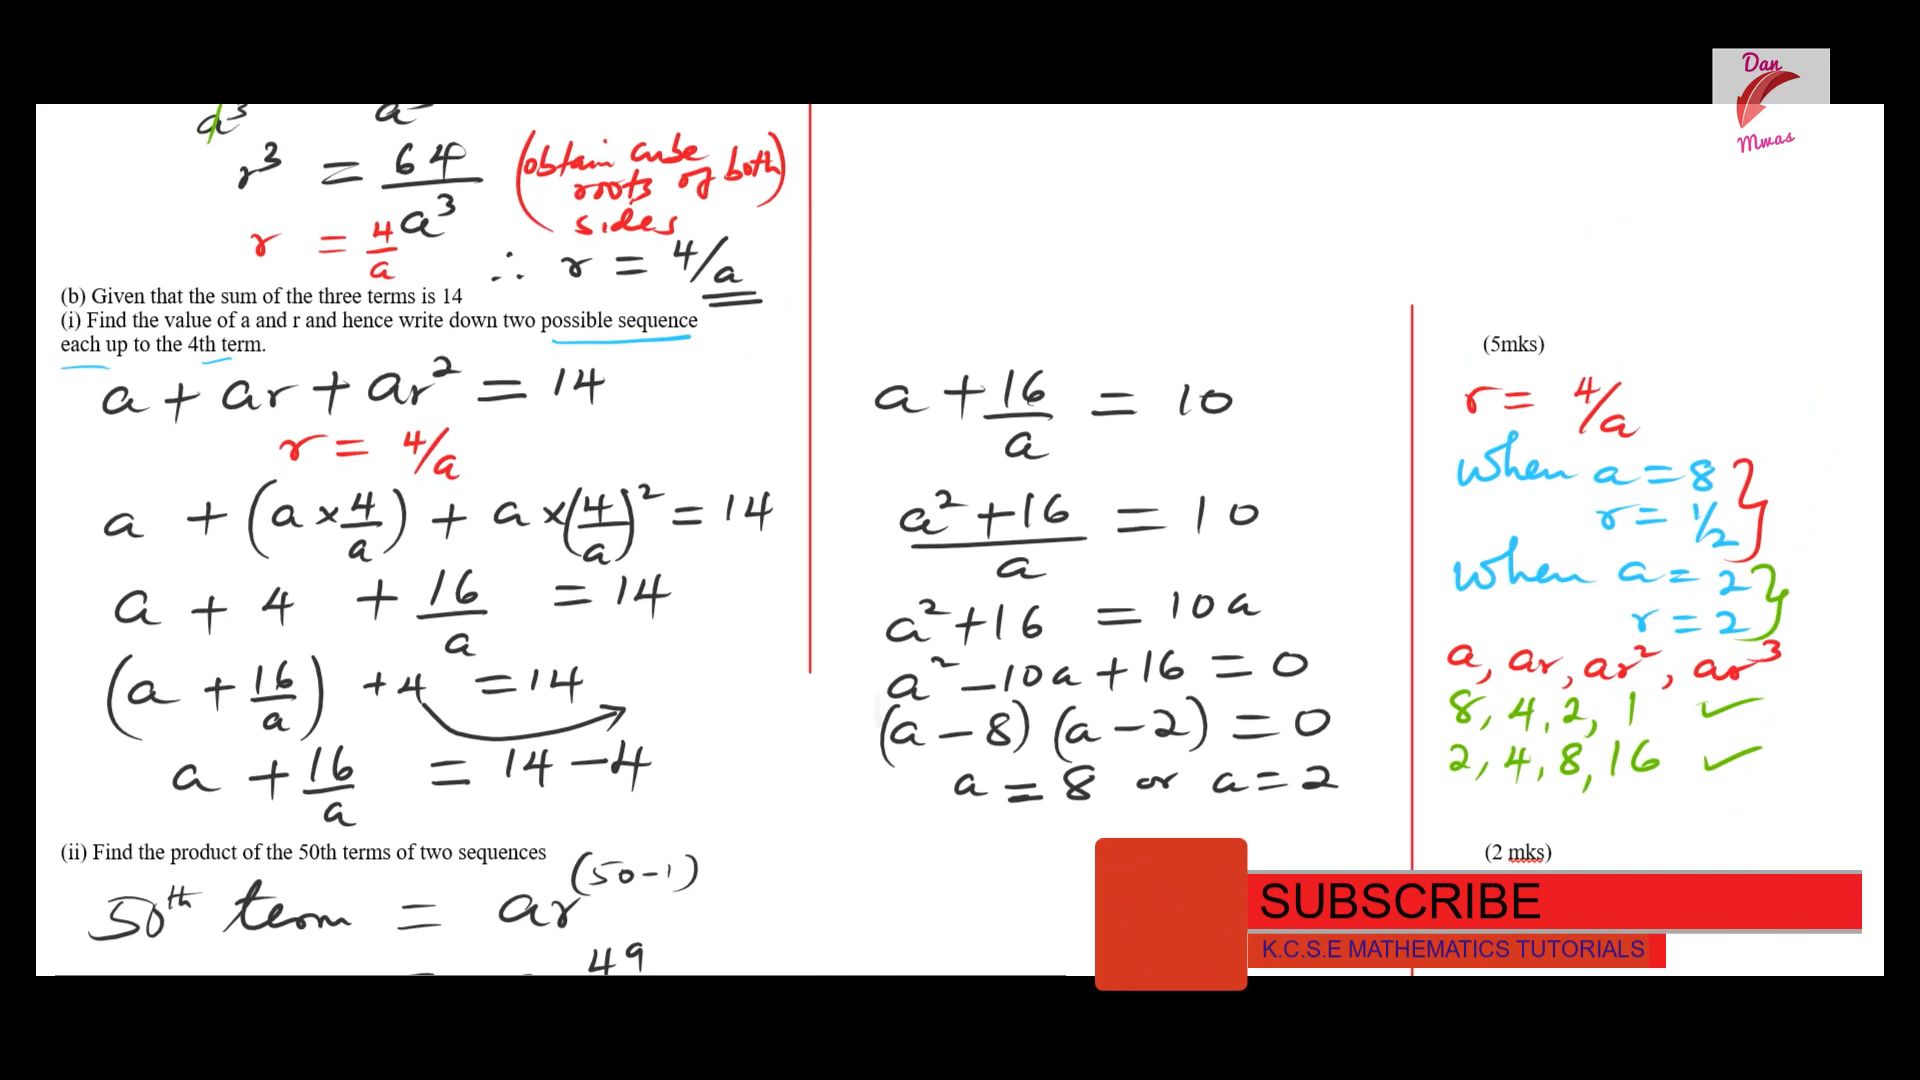 Dan
Mwas
a³ a
r³ = 64/a³ (obtain cube roots of both sides)
r = 4/a ∴ r = 4/a
(b) Given that the sum of the three terms is 14
(i) Find the value of a and r and hence write down two possible sequence
each up to the 4th term.
a + ar + ar² = 14
r = 4/a
a + (a × 4/a) + a × (4/a)² = 14
a + 4 + 16/a = 14
(a + 16/a) + 4 = 14
a + 16/a = 14 - 4
a + 16/a = 10
(a² + 16)/a = 10
a² + 16 = 10a
a² - 10a + 16 = 0
(a - 8) (a - 2) = 0
a = 8 or a = 2
(5mks)
r = 4/a
when a = 8
r = 1/2
when a = 2
r = 2
a, ar, ar², ar³
8, 4, 2, 1 ✓
2, 4, 8, 16 ✓
(ii) Find the product of the 50th terms of two sequences
(2 mks)
50th term = ar^(50-1)
= 49
SUBSCRIBE
K.C.S.E MATHEMATICS TUTORIALS